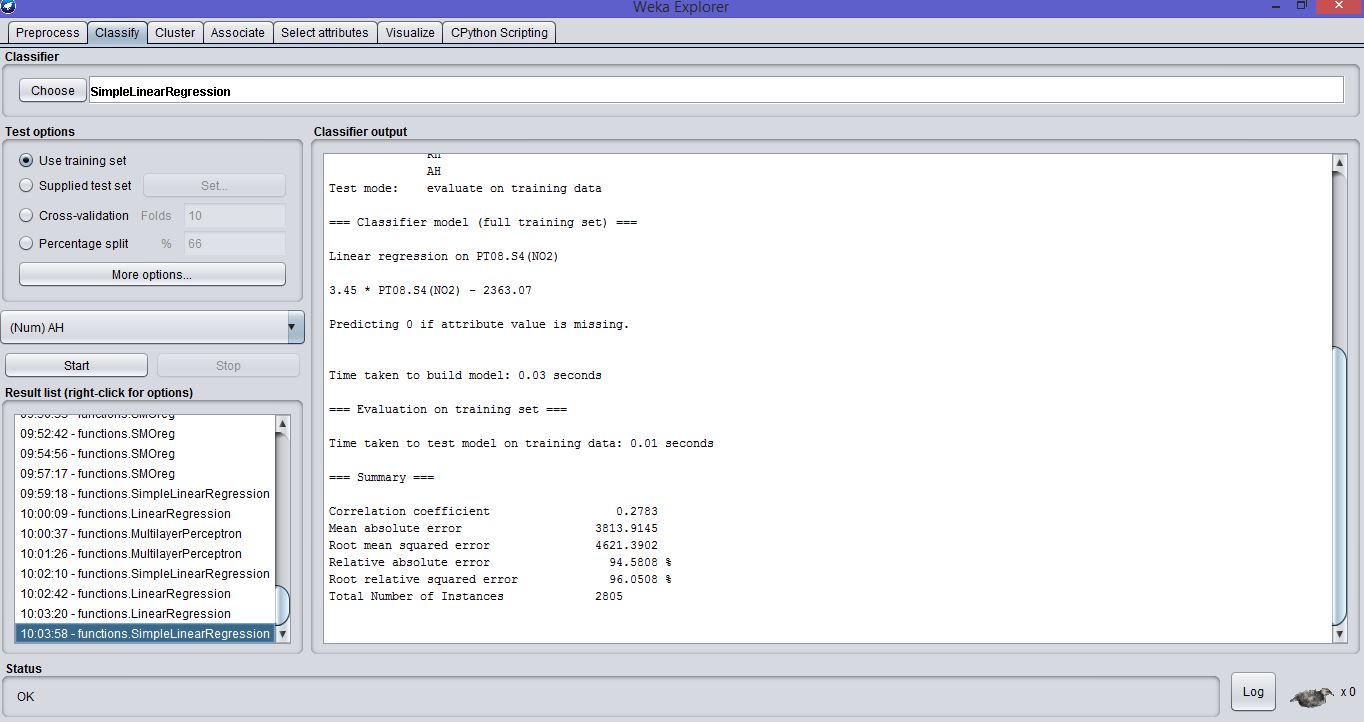 Weka Explorer
Preprocess Classify Cluster Associate Select attributes Visualize CPython Scripting
Classifier
Choose SimpleLinearRegression
Test options
Use training set
Supplied test set Set...
Cross-validation Folds 10
Percentage split % 66
More options...
(Num) AH
Start Stop
Result list (right-click for options)
functions.SMOreg
09:52:42 - functions.SMOreg
09:54:56 - functions.SMOreg
09:57:17 - functions.SMOreg
09:59:18 - functions.SimpleLinearRegression
10:00:09 - functions.LinearRegression
10:00:37 - functions.MultilayerPerceptron
10:01:26 - functions.MultilayerPerceptron
10:02:10 - functions.SimpleLinearRegression
10:02:42 - functions.LinearRegression
10:03:20 - functions.LinearRegression
10:03:58 - functions.SimpleLinearRegression
Classifier output
RH
AH
Test mode: evaluate on training data
=== Classifier model (full training set) ===
Linear regression on PT08.S4(NO2)
3.45 * PT08.S4(NO2) - 2363.07
Predicting 0 if attribute value is missing.
Time taken to build model: 0.03 seconds
=== Evaluation on training set ===
Time taken to test model on training data: 0.01 seconds
=== Summary ===
Correlation coefficient 0.2783
Mean absolute error 3813.9145
Root mean squared error 4621.3902
Relative absolute error 94.5808 %
Root relative squared error 96.0508 %
Total Number of Instances 2805
Status
OK
Log x 0